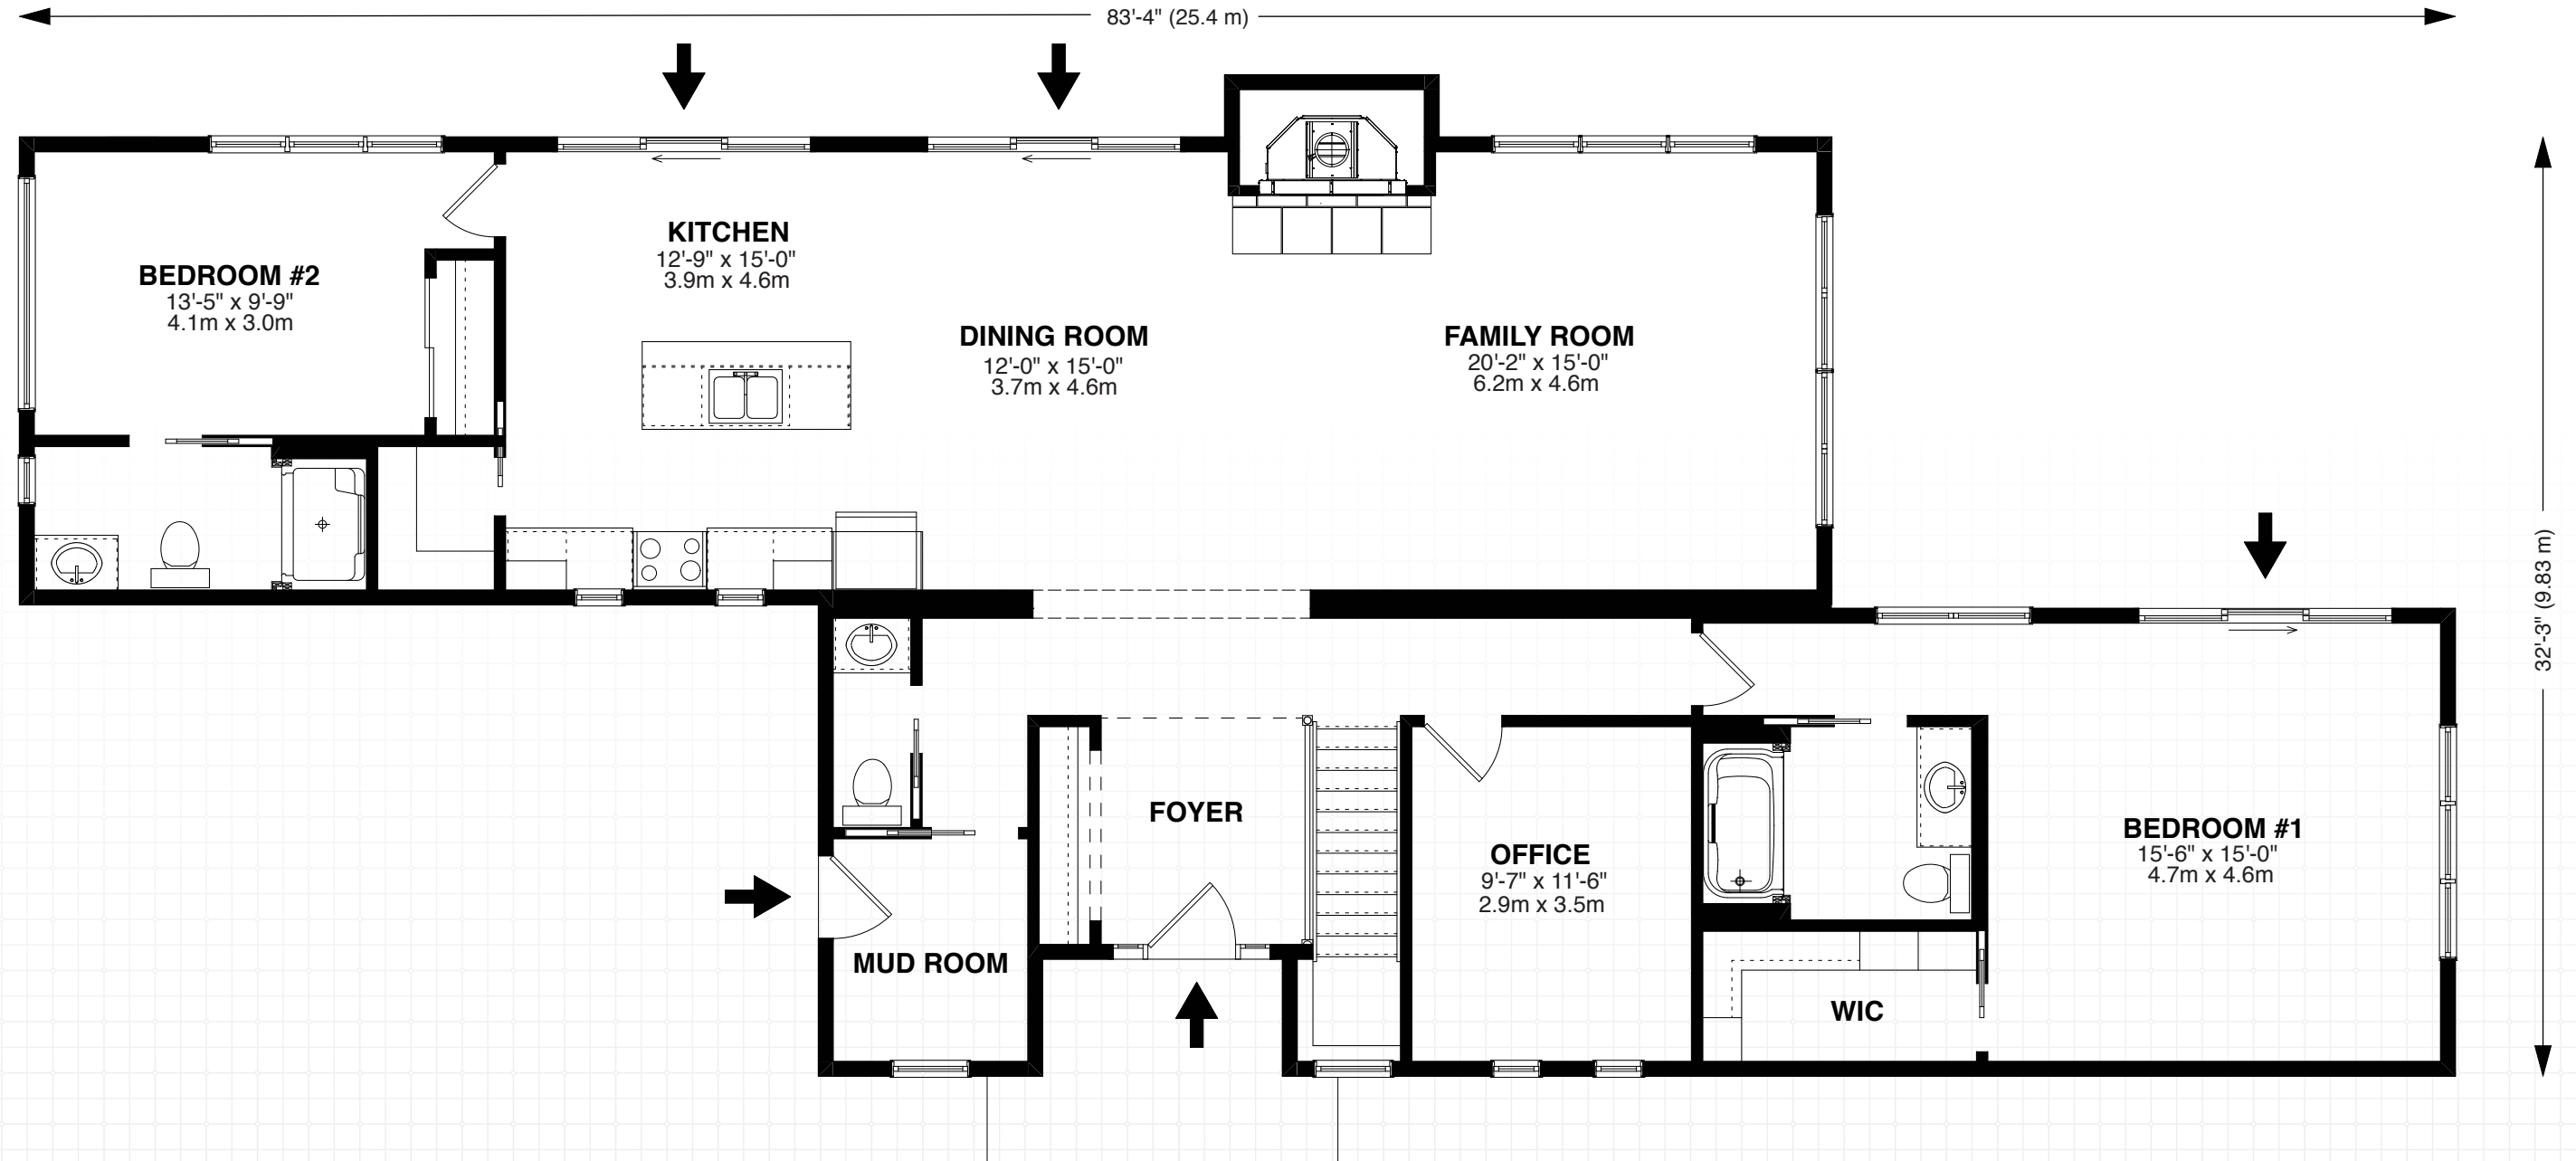 83'-4" (25.4 m)
KITCHEN
12'-9" x 15'-0"
3.9m x 4.6m
BEDROOM #2
13'-5" x 9'-9"
4.1m x 3.0m
DINING ROOM
12'-0" x 15'-0"
3.7m x 4.6m
FAMILY ROOM
20'-2" x 15'-0"
6.2m x 4.6m
32'-3" (9.83 m)
FOYER
OFFICE
9'-7" x 11'-6"
2.9m x 3.5m
BEDROOM #1
15'-6" x 15'-0"
4.7m x 4.6m
MUD ROOM
WIC